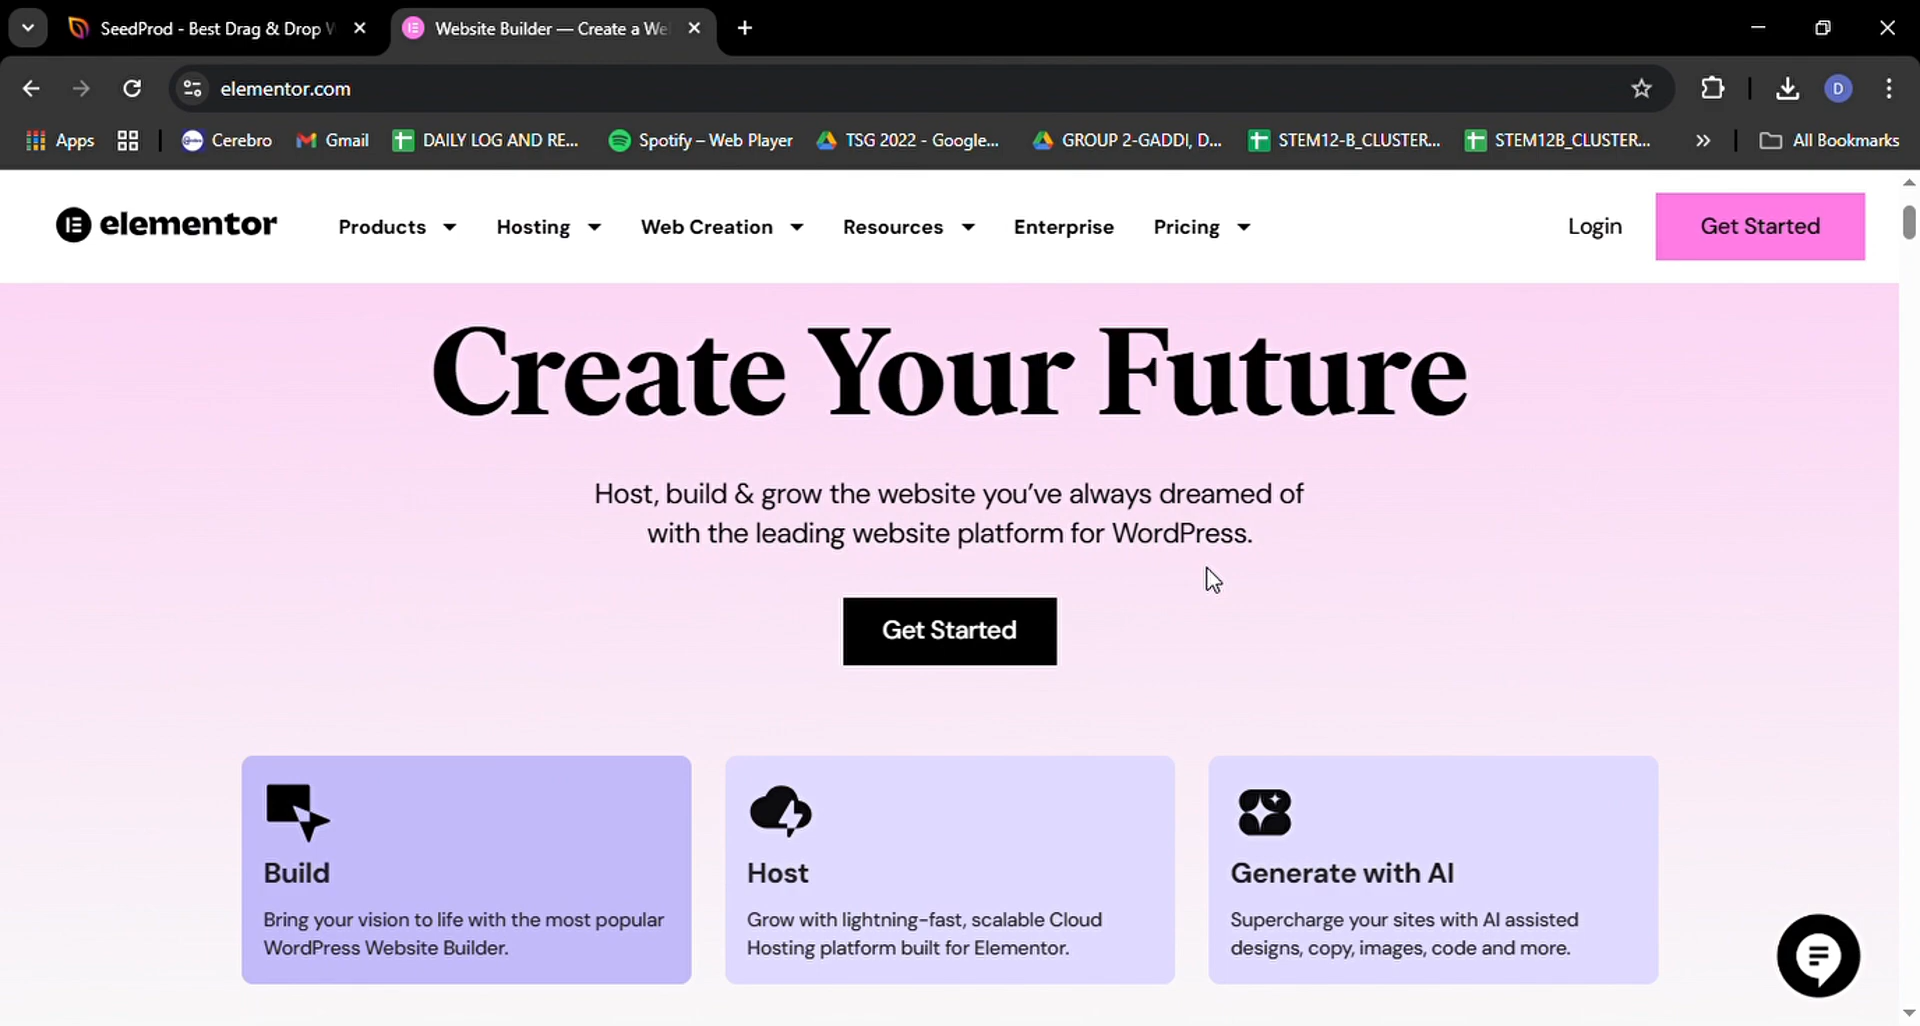 SeedProd - Best Drag & Drop W
Website Builder — Create a We
elementor.com
D
Apps
Cerebro
Gmail
DAILY LOG AND RE...
Spotify – Web Player
TSG 2022 - Google...
GROUP 2-GADDI, D...
STEM12-B_CLUSTER...
STEM12B_CLUSTER...
All Bookmarks
elementor
Products
Hosting
Web Creation
Resources
Enterprise
Pricing
Login
Get Started
Create Your Future
Host, build & grow the website you've always dreamed of
with the leading website platform for WordPress.
Get Started
Build
Bring your vision to life with the most popular
WordPress Website Builder.
Host
Grow with lightning-fast, scalable Cloud
Hosting platform built for Elementor.
Generate with AI
Supercharge your sites with AI assisted
designs, copy, images, code and more.